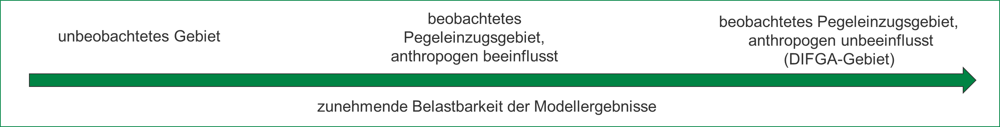 unbeobachtetes Gebiet
beobachtetes
Pegeleinzugsgebiet,
anthropogen beeinflusst
beobachtetes Pegeleinzugsgebiet,
anthropogen unbeeinflusst
(DIFGA-Gebiet)
zunehmende Belastbarkeit der Modellergebnisse